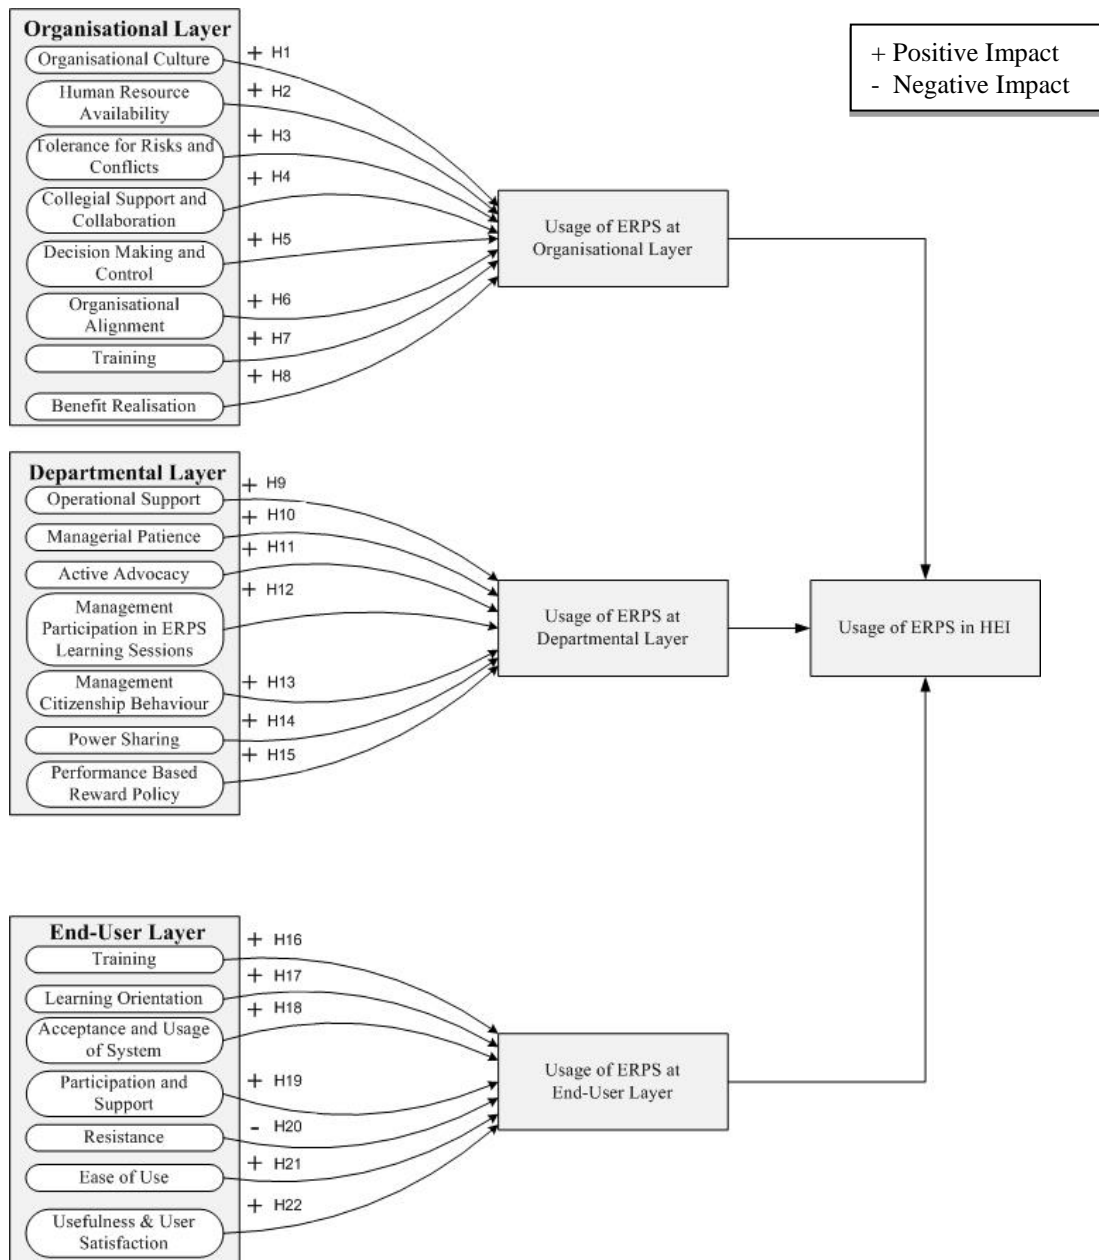 + Positive Impact
- Negative Impact
Organisational Layer
Organisational Culture
+ H1
Human Resource
Availability
+ H2
Tolerance for Risks and
Conflicts
+ H3
Collegial Support and
Collaboration
+ H4
Decision Making and
Control
+ H5
Organisational
Alignment
+ H6
Training
+ H7
Benefit Realisation
+ H8
Usage of ERPS at
Organisational Layer
Departmental Layer
Operational Support
+ H9
Managerial Patience
+ H10
Active Advocacy
+ H11
Management
Participation in ERPS
Learning Sessions
+ H12
Management
Citizenship Behaviour
+ H13
Power Sharing
+ H14
Performance Based
Reward Policy
+ H15
Usage of ERPS at
Departmental Layer
Usage of ERPS in HEI
End-User Layer
Training
+ H16
Learning Orientation
+ H17
Acceptance and Usage
of System
+ H18
Participation and
Support
+ H19
Resistance
- H20
Ease of Use
+ H21
Usefulness & User
Satisfaction
+ H22
Usage of ERPS at
End-User Layer